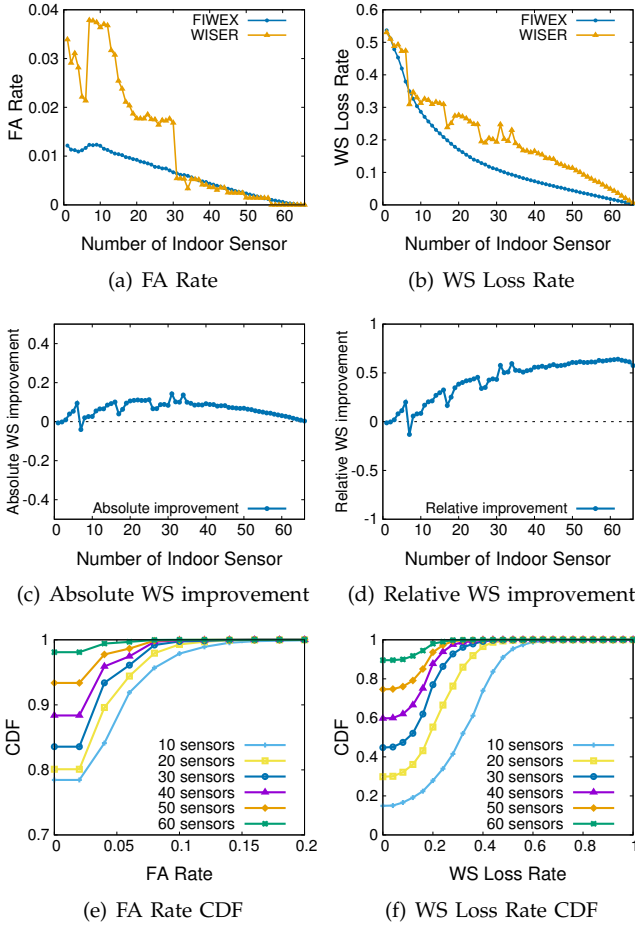 0.04
0.03
0.02
0.01
0
FA Rate
FIWEX
WISER
0 10 20 30 40 50 60
Number of Indoor Sensor
(a) FA Rate
0.6
0.5
0.4
0.3
0.2
0.1
0
WS Loss Rate
FIWEX
WISER
0 10 20 30 40 50 60
Number of Indoor Sensor
(b) WS Loss Rate
0.4
0.2
0
-0.2
-0.4
Absolute WS improvement
Absolute improvement
0 10 20 30 40 50 60
Number of Indoor Sensor
(c) Absolute WS improvement
1
0.5
0
-0.5
-1
Relative WS improvement
Relative improvement
0 10 20 30 40 50 60
Number of Indoor Sensor
(d) Relative WS improvement
1
0.9
0.8
0.7
CDF
10 sensors
20 sensors
30 sensors
40 sensors
50 sensors
60 sensors
0 0.05 0.1 0.15 0.2
FA Rate
(e) FA Rate CDF
1
0.8
0.6
0.4
0.2
0
CDF
10 sensors
20 sensors
30 sensors
40 sensors
50 sensors
60 sensors
0 0.2 0.4 0.6 0.8 1
WS Loss Rate
(f) WS Loss Rate CDF